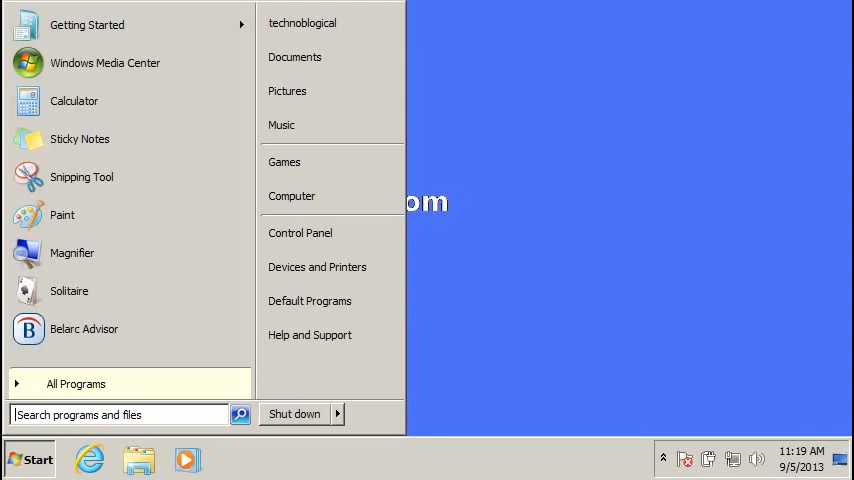 Getting Started
Windows Media Center
Calculator
Sticky Notes
Snipping Tool
Paint
Magnifier
Solitaire
B
Belarc Advisor
All Programs
Search programs and files
technoblogical
Documents
Pictures
Music
Games
Computer
Control Panel
Devices and Printers
Default Programs
Help and Support
Shut down
om
Start
11:19 AM
9/5/2013